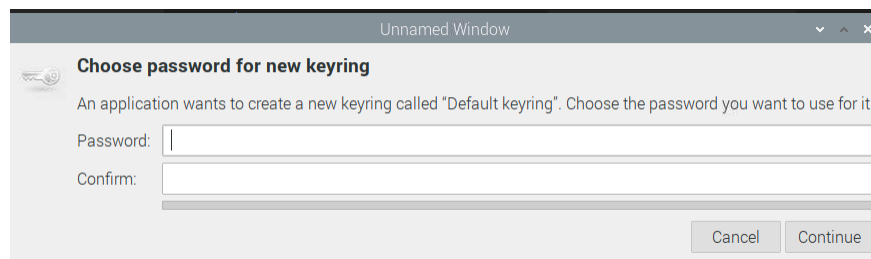 Unnamed Window
Choose password for new keyring
An application wants to create a new keyring called “Default keyring”. Choose the password you want to use for it
Password:
Confirm:
Cancel Continue